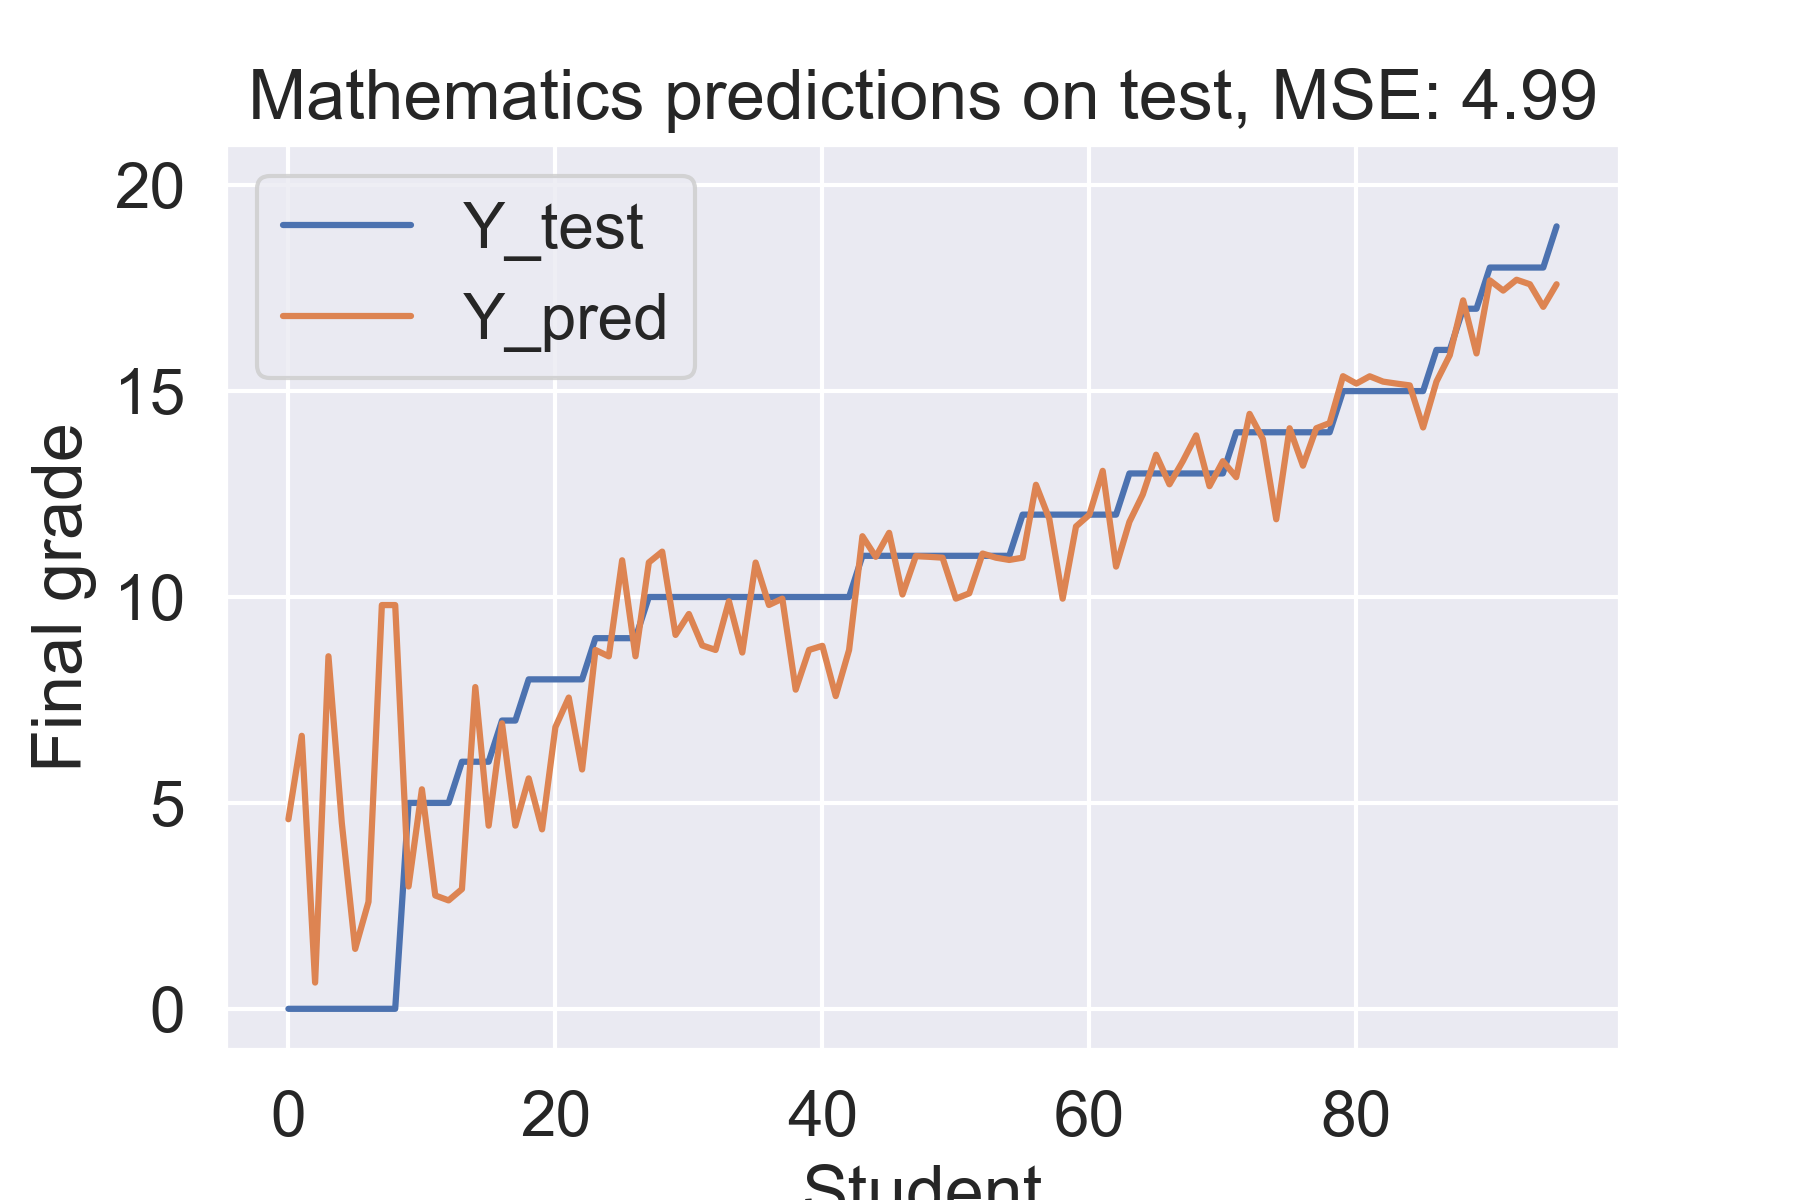 Mathematics predictions on test, MSE: 4.99
Y_test
Y_pred
20
15
10
5
0
Final grade
0 20 40 60 80
Student